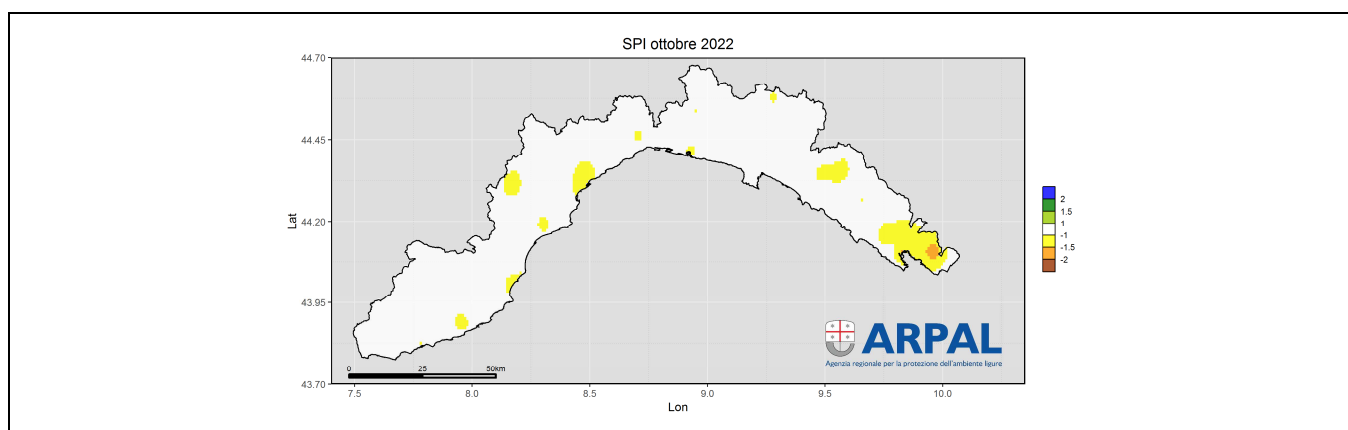 SPI ottobre 2022
44.70
44.45
44.20
43.95
43.70
Lat
2
1.5
1
-1
-1.5
-2
ARPAL
Agenzia regionale per la protezione dell'ambiente ligure
0 25 50km
7.5 8.0 8.5 9.0 9.5 10.0
Lon